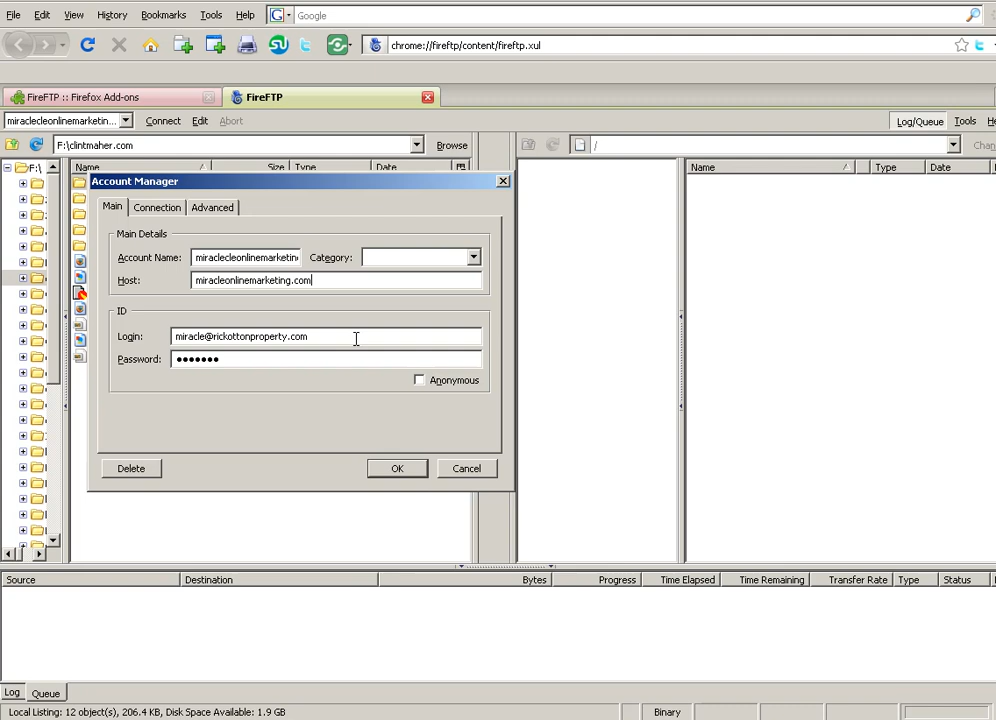 File Edit View History Bookmarks Tools Help G Google
chrome://fireftp/content/fireftp.xul
FireFTP :: Firefox Add-ons FireFTP
miraclecleonlinemarketin... Connect Edit Abort Log/Queue Tools
F:\clintmaher.com Browse /
F:\ Name Size Type Date Name Type Date
Account Manager
Main Connection Advanced
Main Details
Account Name: miraclecleonlinemarketin Category:
Host: miracleonlinemarketing.com
ID
Login: miracle@rickottonproperty.com
Password: ●●●●●●●
Anonymous
Delete OK Cancel
Source Destination Bytes Progress Time Elapsed Time Remaining Transfer Rate Type Status
Log Queue
Local Listing: 12 object(s), 206.4 KB, Disk Space Available: 1.9 GB Binary